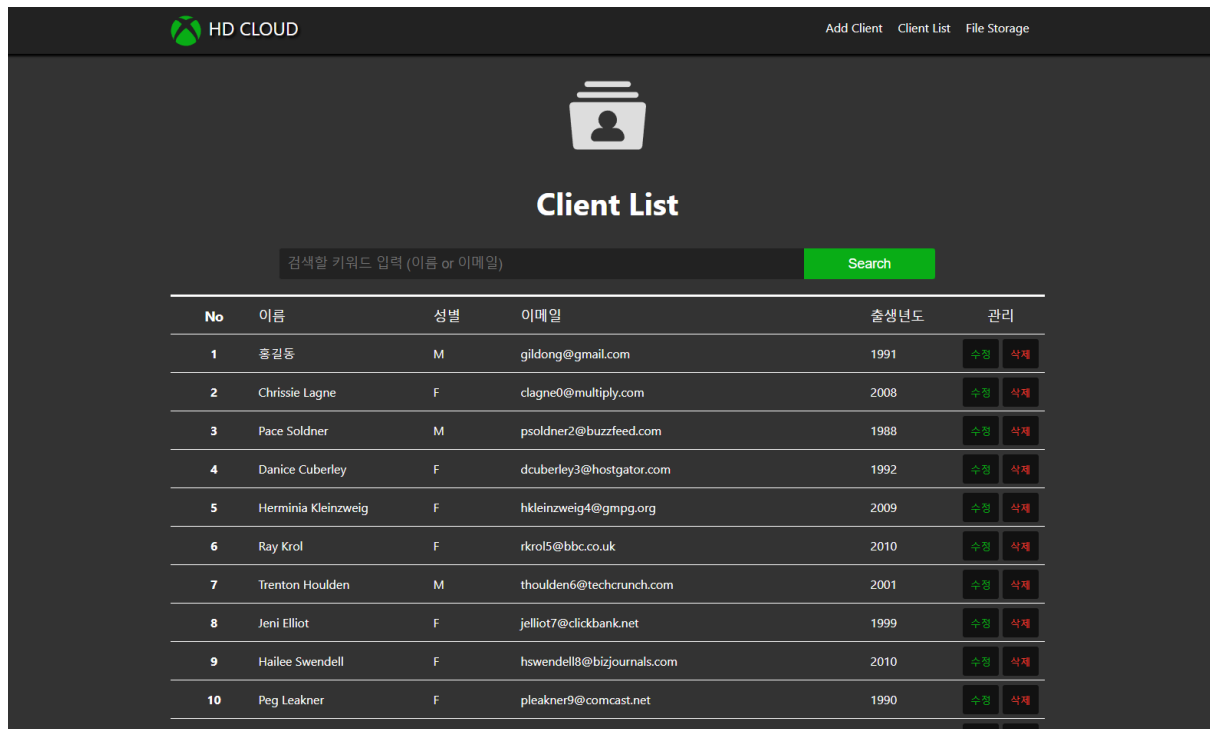 HD CLOUD Add Client Client List File Storage
Client List
검색할 키워드 입력 (이름 or 이메일) Search
No 이름 성별 이메일 출생년도 관리
1 홍길동 M gildong@gmail.com 1991 수정 삭제
2 Chrissie Lagne F clagne0@multiply.com 2008 수정 삭제
3 Pace Soldner M psoldner2@buzzfeed.com 1988 수정 삭제
4 Danice Cuberley F dcuberley3@hostgator.com 1992 수정 삭제
5 Herminia Kleinzweig F hkleinzweig4@gmpg.org 2009 수정 삭제
6 Ray Krol F rkrol5@bbc.co.uk 2010 수정 삭제
7 Trenton Houlden M thoulden6@techcrunch.com 2001 수정 삭제
8 Jeni Elliot F jelliot7@clickbank.net 1999 수정 삭제
9 Hailee Swendell F hswendell8@bizjournals.com 2010 수정 삭제
10 Peg Leakner F pleakner9@comcast.net 1990 수정 삭제